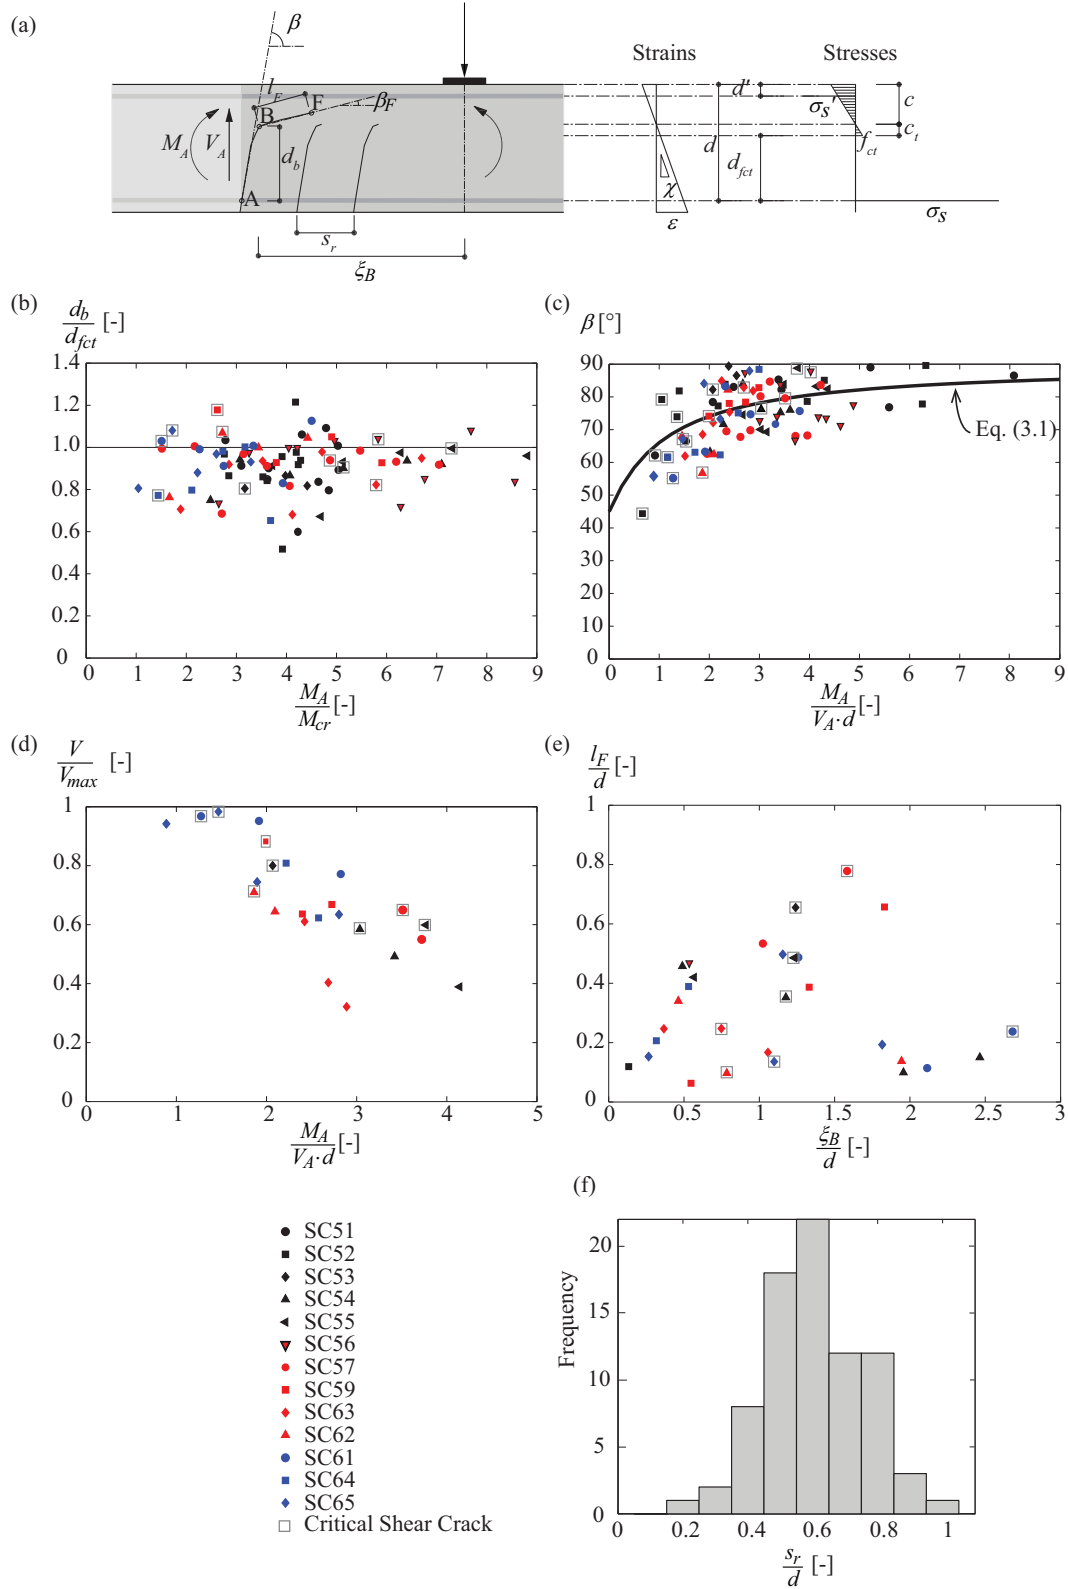 (a)
β
Strains
Stresses
l_F
F
B
β_F
M_A
V_A
d_b
A
s_r
ξ_B
d'
d
d_fct
χ
ε
σ_s'
c
c_t
f_ct
σ_s
(b)
d_b/d_fct [-]
1.4
1.2
1.0
0.8
0.6
0.4
0.2
0
0 1 2 3 4 5 6 7 8 9
M_A/M_cr [-]
(c)
β [°]
90
80
70
60
50
40
30
20
10
0
Eq. (3.1)
0 1 2 3 4 5 6 7 8 9
M_A/V_A·d [-]
(d)
V/V_max [-]
1
0.8
0.6
0.4
0.2
0
0 1 2 3 4 5
M_A/V_A·d [-]
(e)
l_F/d [-]
1
0.8
0.6
0.4
0.2
0
0 0.5 1 1.5 2 2.5 3
ξ_B/d [-]
SC51
SC52
SC53
SC54
SC55
SC56
SC57
SC59
SC63
SC62
SC61
SC64
SC65
Critical Shear Crack
(f)
Frequency
20
15
10
5
0
0 0.2 0.4 0.6 0.8 1
s_r/d [-]